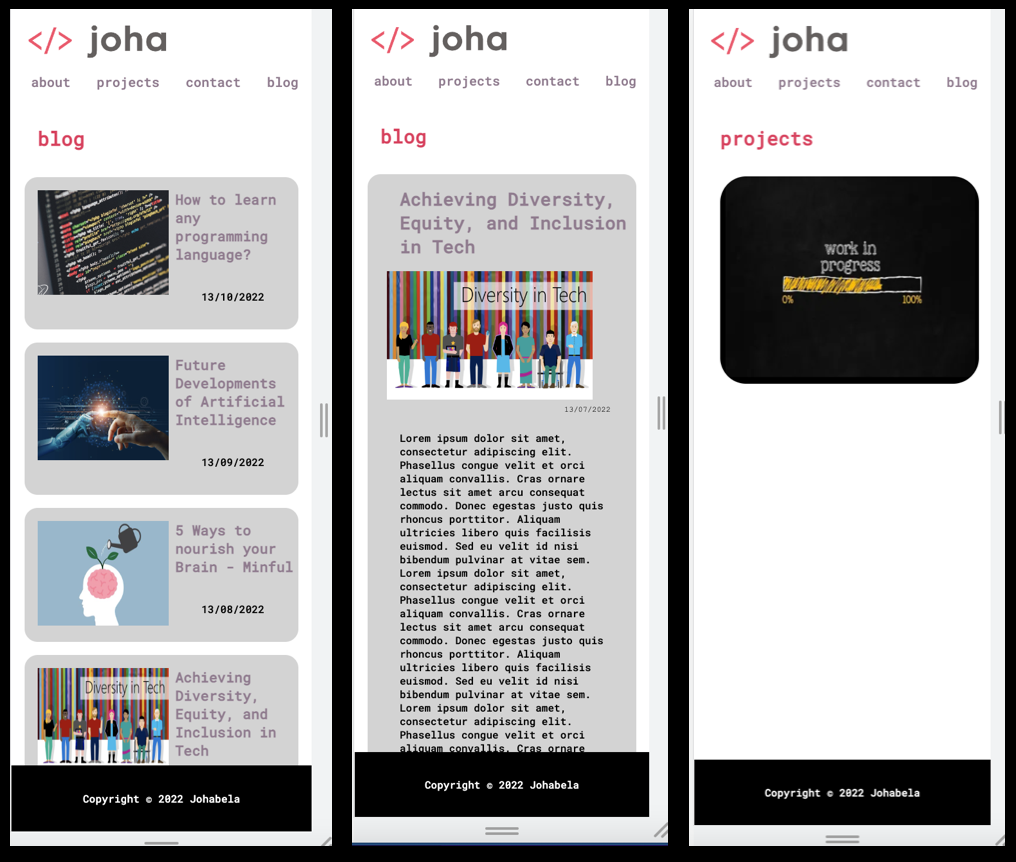 </> joha
about projects contact blog
blog
How to learn
any
programming
language?
13/10/2022
Future
Developments
of Artificial
Intelligence
13/09/2022
5 Ways to
nourish your
Brain - Minful
13/08/2022
Diversity in Tech
Achieving
Diversity,
Equity, and
Inclusion in
Tech
Copyright © 2022 Johabela
</> joha
about projects contact blog
blog
Achieving Diversity,
Equity, and Inclusion
in Tech
Diversity in Tech
13/07/2022
Lorem ipsum dolor sit amet,
consectetur adipiscing elit.
Phasellus congue velit et orci
aliquam convallis. Cras ornare
lectus sit amet arcu consequat
commodo. Donec egestas justo quis
rhoncus porttitor. Aliquam
ultricies libero quis facilisis
euismod. Sed eu velit id nisi
bibendum pulvinar at vitae sem.
Lorem ipsum dolor sit amet,
consectetur adipiscing elit.
Phasellus congue velit et orci
aliquam convallis. Cras ornare
lectus sit amet arcu consequat
commodo. Donec egestas justo quis
rhoncus porttitor. Aliquam
ultricies libero quis facilisis
euismod. Sed eu velit id nisi
bibendum pulvinar at vitae sem.
Lorem ipsum dolor sit amet,
consectetur adipiscing elit.
Phasellus congue velit et orci
aliquam convallis. Cras ornare
Copyright © 2022 Johabela
</> joha
about projects contact blog
projects
work in
progress
0% 100%
Copyright © 2022 Johabela